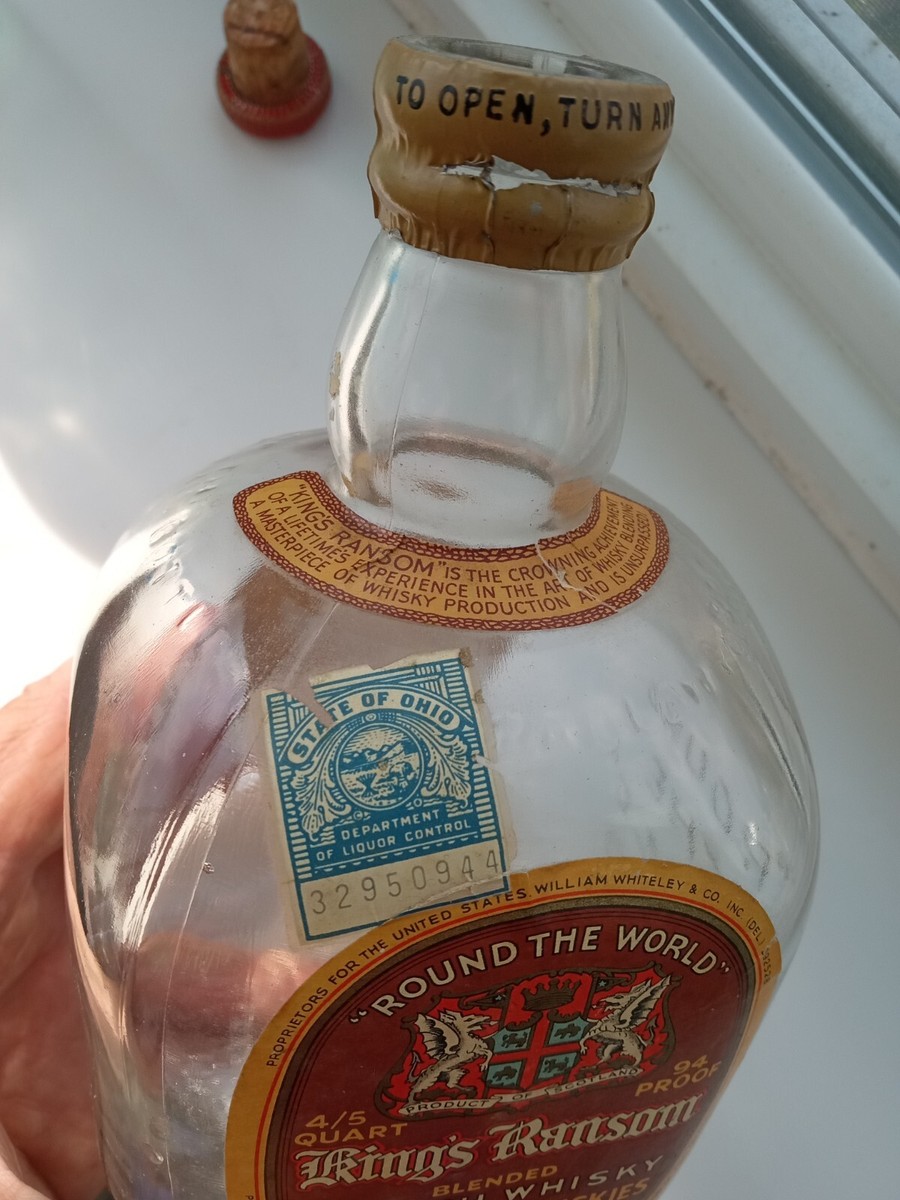 TO OPEN, TURN
"KING'S RANSOM" IS THE CROWNING ACHIEVEMENT
OF A LIFETIME'S EXPERIENCE IN THE ART OF WHISKY BLENDING
A MASTERPIECE OF WHISKY PRODUCTION AND IS UNSURPASSED
STATE OF OHIO
DEPARTMENT
OF LIQUOR CONTROL
32950944
PROPRIETORS FOR THE UNITED STATES, WILLIAM WHITELEY & CO. INC. (DEL)
"ROUND THE WORLD"
PRODUCT OF SCOTLAND
4/5
QUART
94
PROOF
King's Ransom
BLENDED
WHISKY